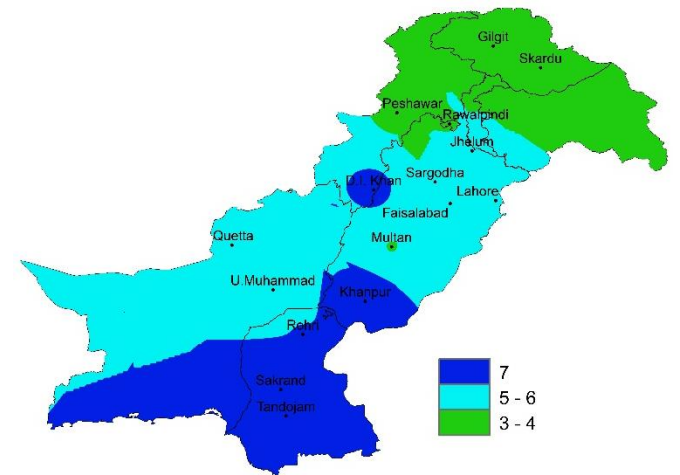 Gilgit
Skardu
Peshawar
Rawalpindi
Jhelum
D.I. Khan
Sargodha
Lahore
Faisalabad
Quetta
Multan
U.Muhammad
Khanpur
Rohri
Sakrand
Tandojam
7
5 - 6
3 - 4